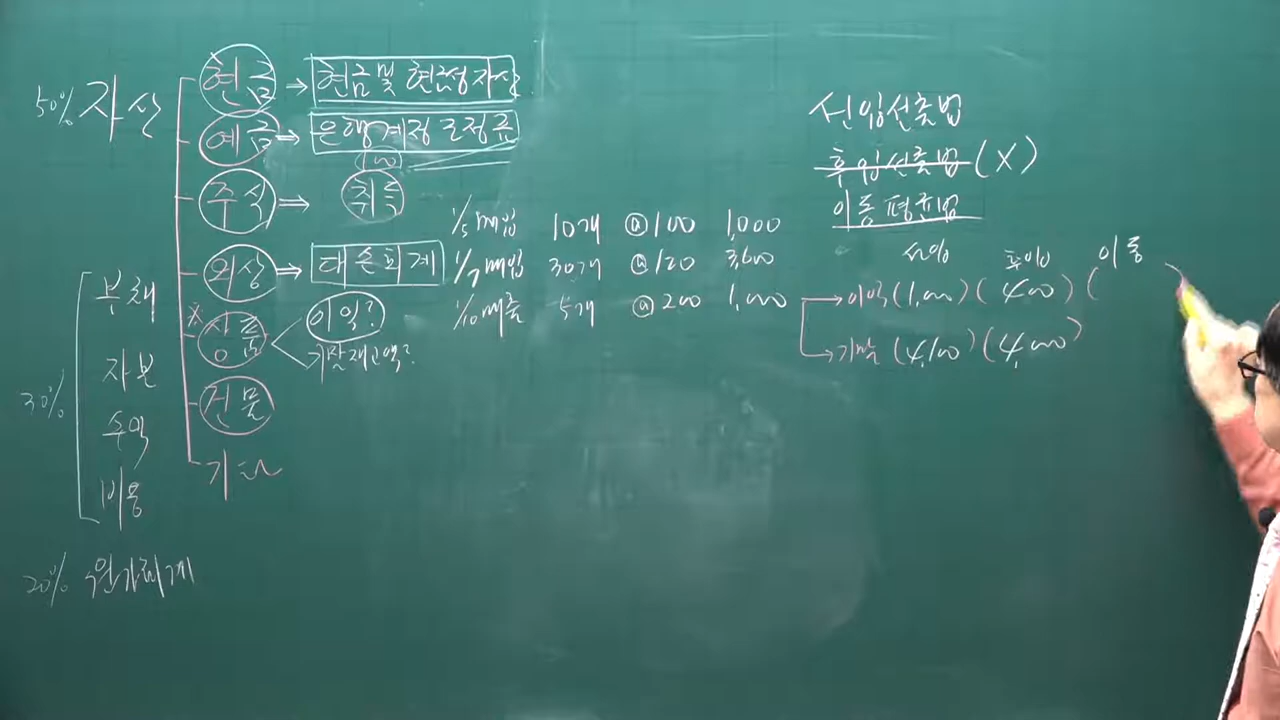 50% 자산
현금 ⇒ 현금및 현금성자산
예금 ⇒ 은행계정조정표
100
주식 ⇒ 취득
외상 ⇒ 대손회계
※ 상품
이익?
기말재고액?
건물
기타
30%
부채
자본
수익
비용
20% 원가회계
1/5 매입 10개 @100 1,000
1/7 매입 30개 @120 3,600
1/10 매출 5개 @200 1,000
선입선출법
후입선출법 (X)
이동평균법
선입 후입 이동
이익 (1,000) ( 400 ) (
기말 (4,100) (4,000)